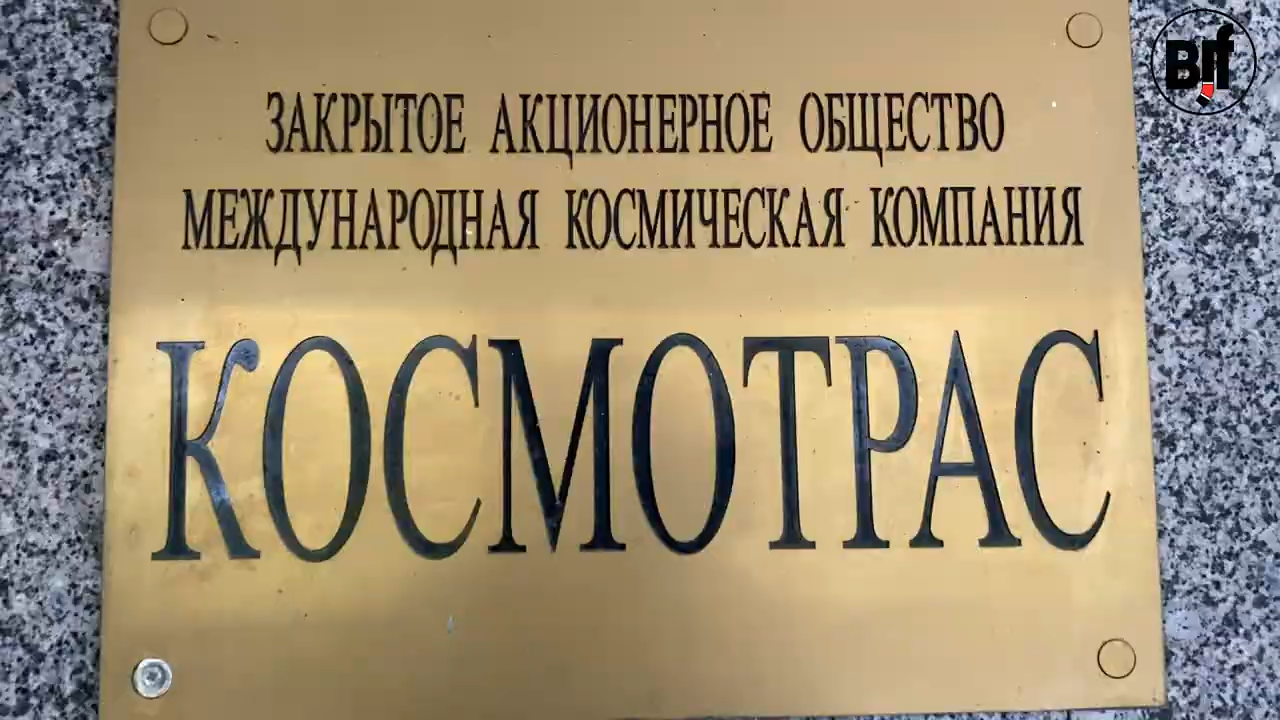 ЗАКРЫТОЕ АКЦИОНЕРНОЕ ОБЩЕСТВО
МЕЖДУНАРОДНАЯ КОСМИЧЕСКАЯ КОМПАНИЯ
КОСМОТРАС